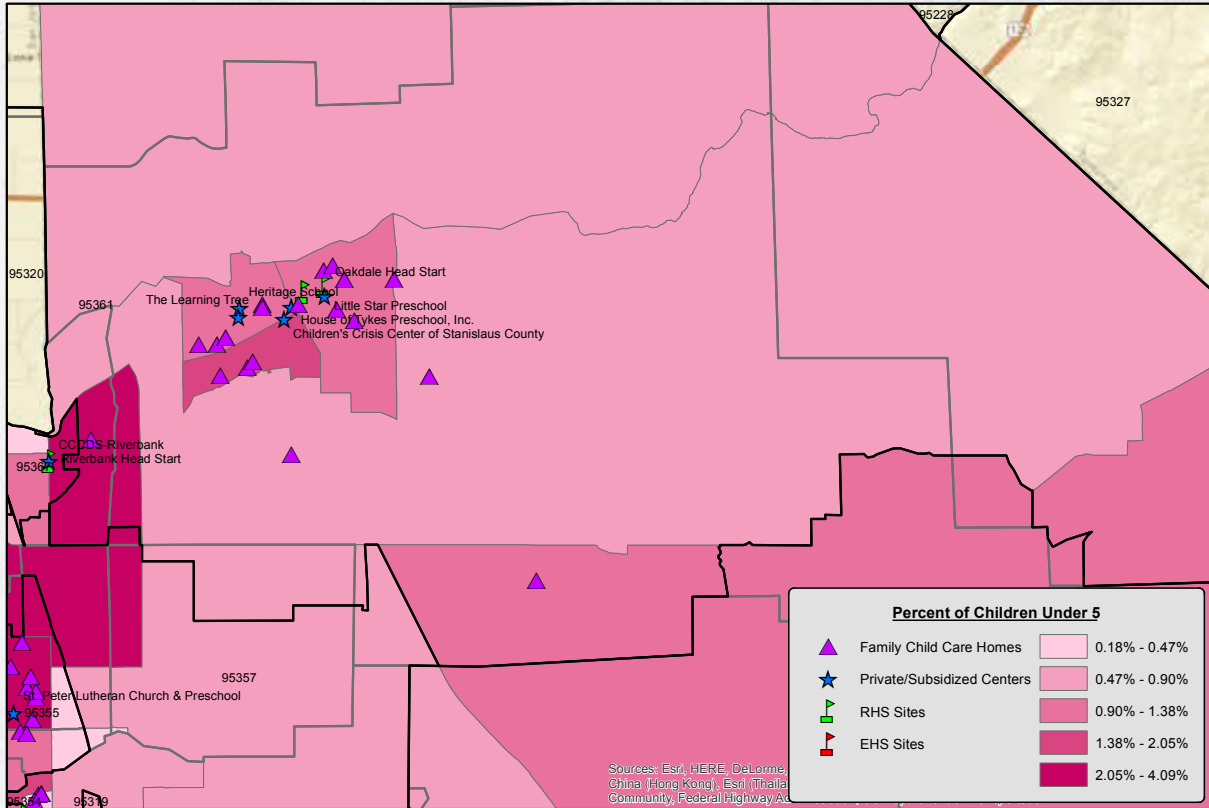 95228
95327
95320
95361
Oakdale Head Start
Heritage School
The Learning Tree
Little Star Preschool
House of Tykes Preschool, Inc.
Children's Crisis Center of Stanislaus County
CCCDS-Riverbank
Riverbank Head Start
95357
St. Peter Lutheran Church & Preschool
95355
95354
95319
Percent of Children Under 5
Family Child Care Homes
0.18% - 0.47%
Private/Subsidized Centers
0.47% - 0.90%
RHS Sites
0.90% - 1.38%
EHS Sites
1.38% - 2.05%
2.05% - 4.09%
Sources: Esri, HERE, DeLorme,
China (Hong Kong), Esri
Community, Federal Highway